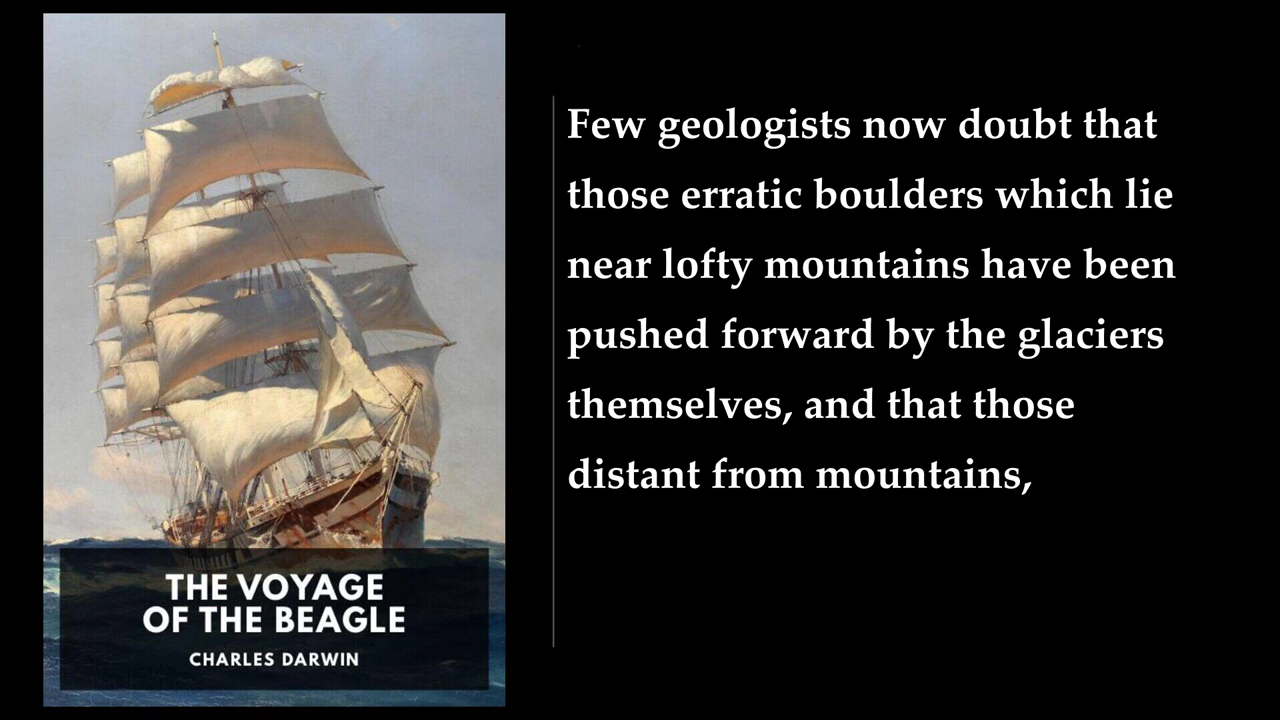 THE VOYAGE
OF THE BEAGLE
CHARLES DARWIN
Few geologists now doubt that
those erratic boulders which lie
near lofty mountains have been
pushed forward by the glaciers
themselves, and that those
distant from mountains,